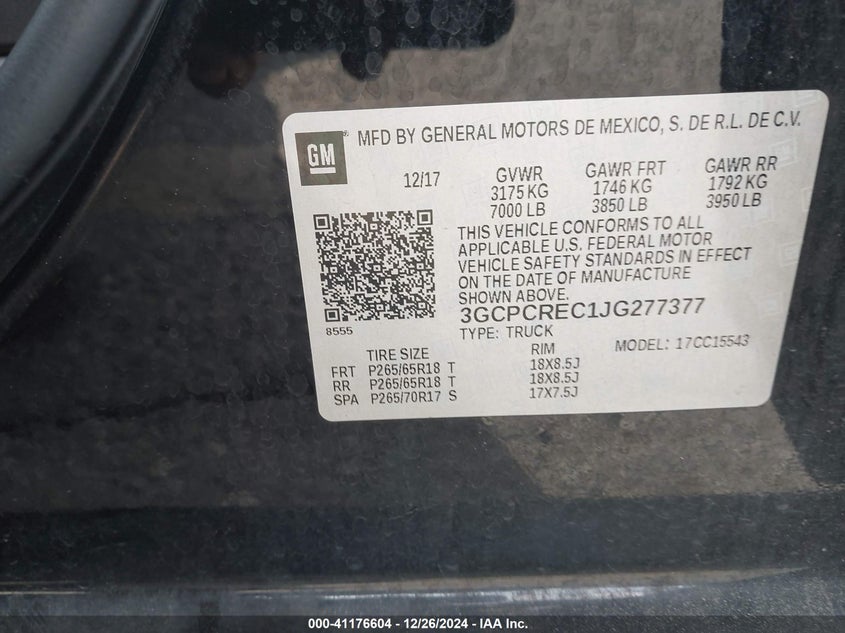 GM
MFD BY GENERAL MOTORS DE MEXICO, S. DE R.L. DE C.V.
12/17
GVWR GAWR FRT GAWR RR
3175 KG 1746 KG 1792 KG
7000 LB 3850 LB 3950 LB
THIS VEHICLE CONFORMS TO ALL
APPLICABLE U.S. FEDERAL MOTOR
VEHICLE SAFETY STANDARDS IN EFFECT
ON THE DATE OF MANUFACTURE
SHOWN ABOVE.
8555
3GCPCREC1JG277377
TYPE: TRUCK MODEL: 17CC15543
TIRE SIZE RIM
FRT P265/65R18 T 18X8.5J
RR P265/65R18 T 18X8.5J
SPA P265/70R17 S 17X7.5J
000-41176604 - 12/26/2024 - IAA Inc.